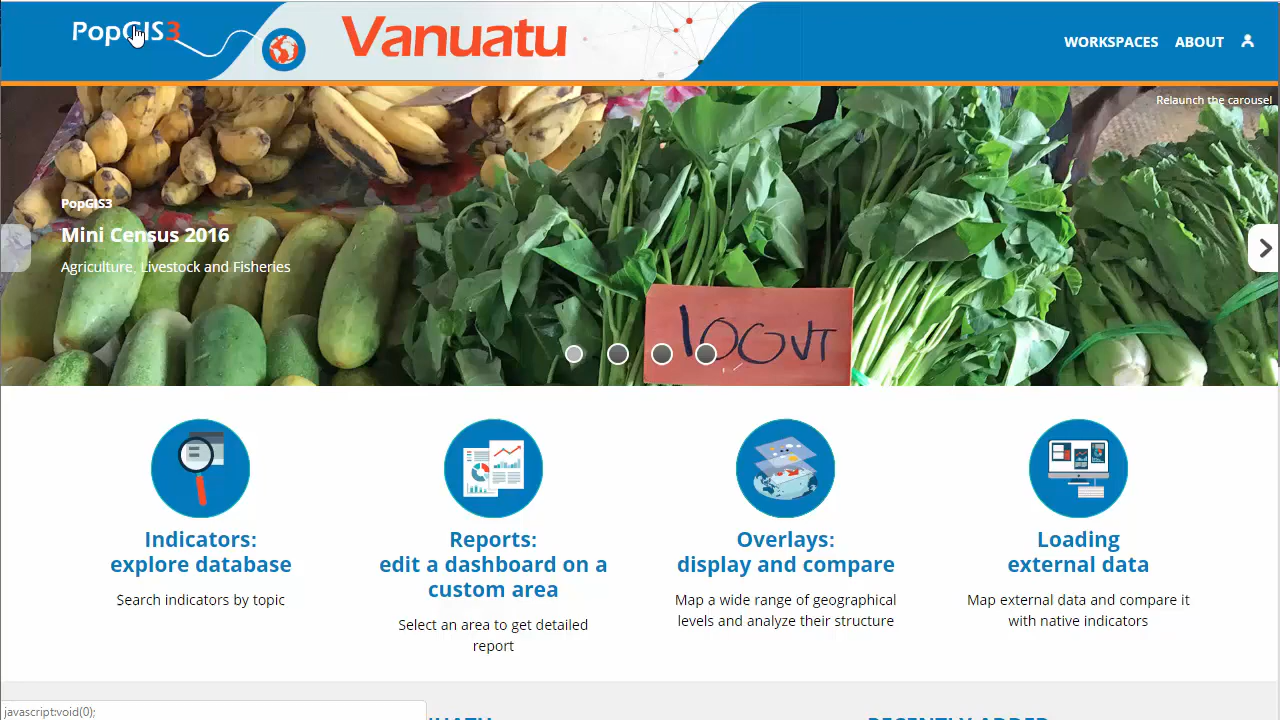 PopGIS3
Vanuatu
WORKSPACES ABOUT
Relaunch the carousel
PopGIS3
Mini Census 2016
Agriculture, Livestock and Fisheries
100VT
Indicators:
explore database
Search indicators by topic
Reports:
edit a dashboard on a
custom area
Select an area to get detailed
report
Overlays:
display and compare
Map a wide range of geographical
levels and analyze their structure
Loading
external data
Map external data and compare it
with native indicators
javascript:void(0);
RECENTLY ADDED